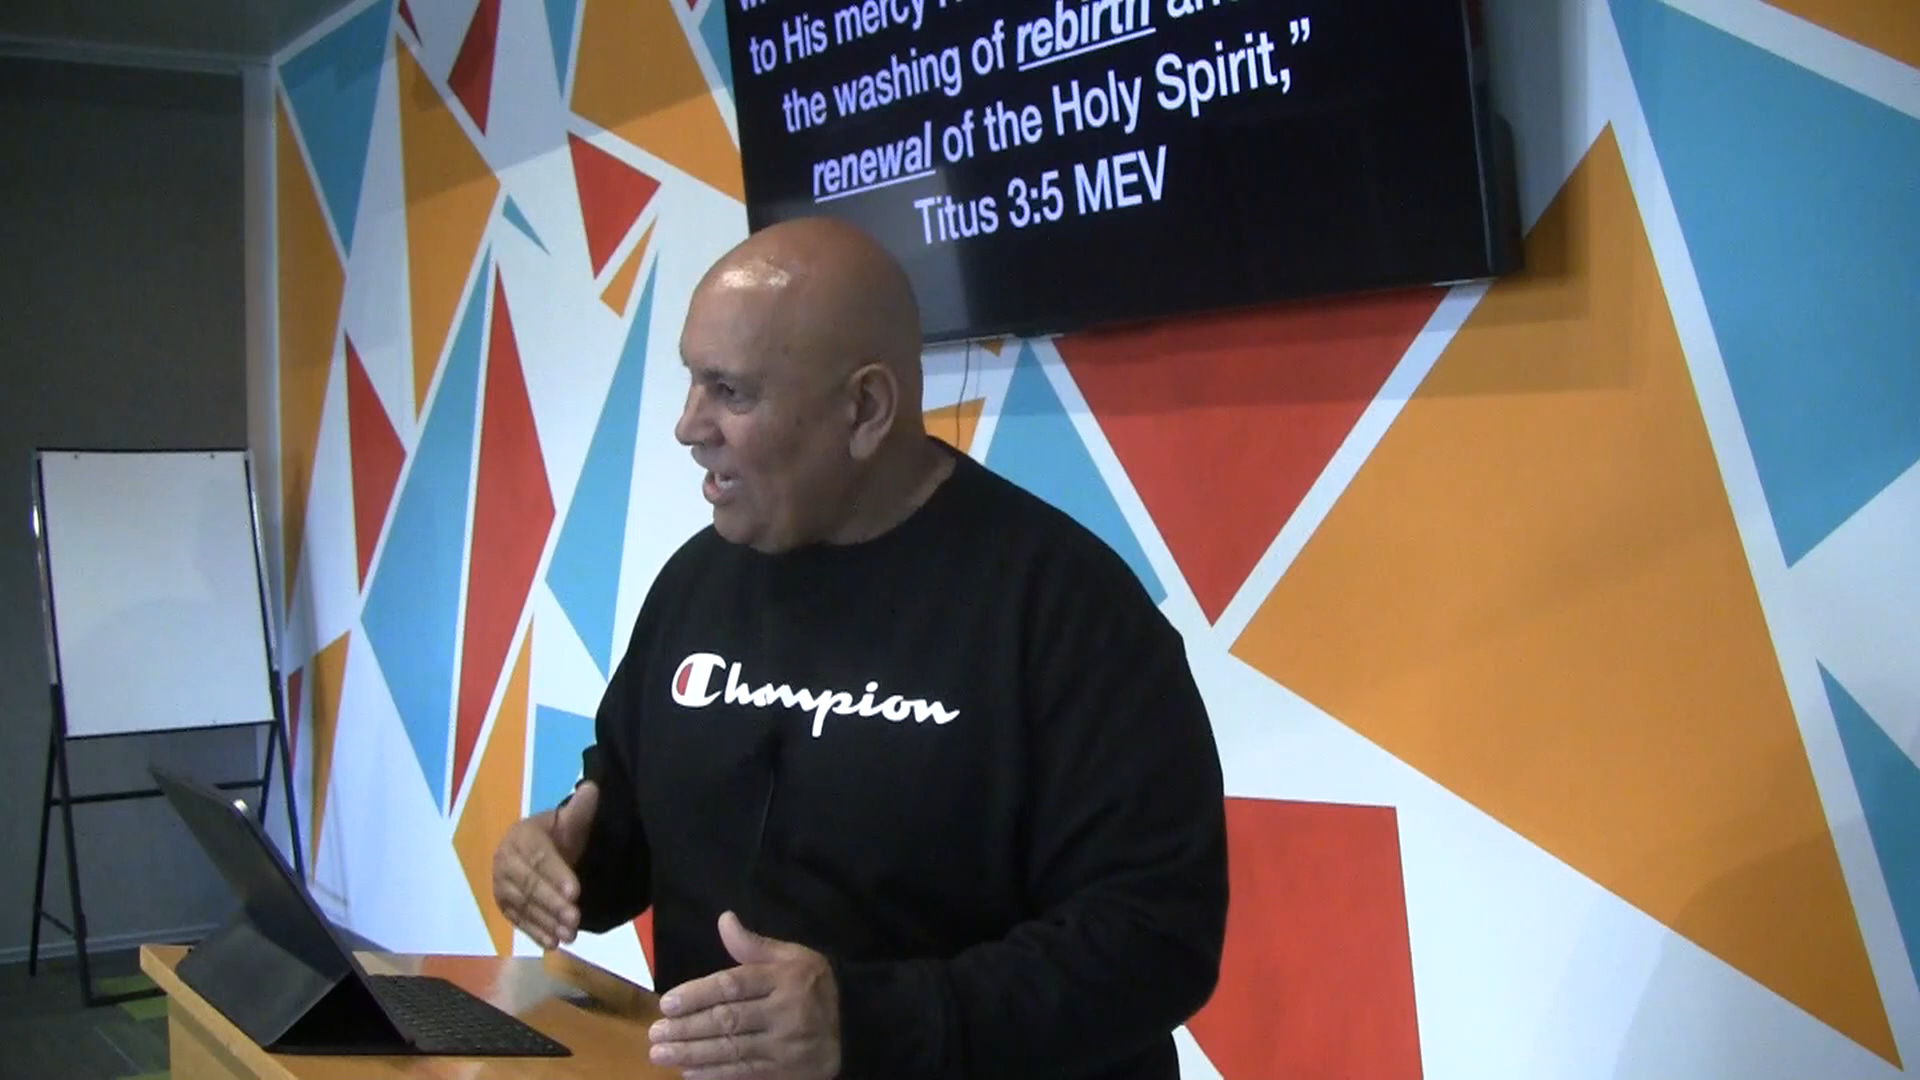 to His mercy
the washing of rebirth
renewal of the Holy Spirit,”
Titus 3:5 MEV
Champion